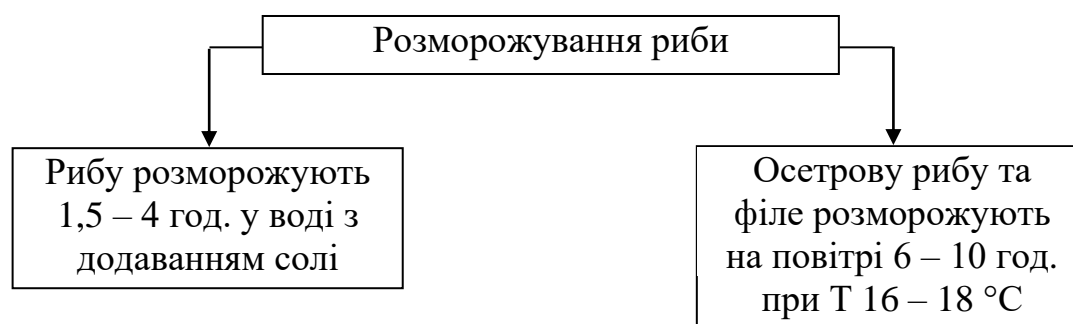 Розморожування риби
Рибу розморожують
1,5 – 4 год. у воді з
додаванням солі
Осетрову рибу та
філе розморожують
на повітрі 6 – 10 год.
при Т 16 – 18 °С